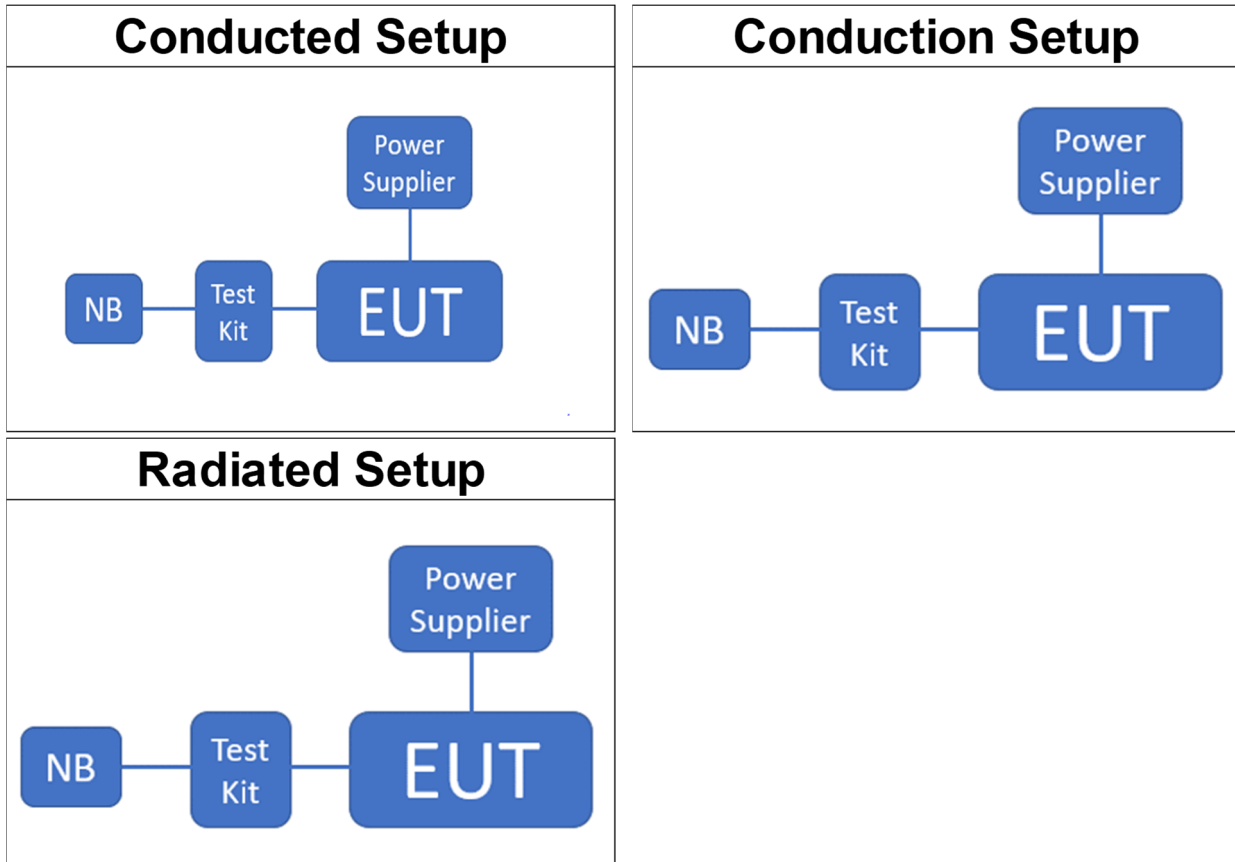 Conducted Setup
Power
Supplier
NB
Test
Kit
EUT
Conduction Setup
Power
Supplier
NB
Test
Kit
EUT
Radiated Setup
Power
Supplier
NB
Test
Kit
EUT